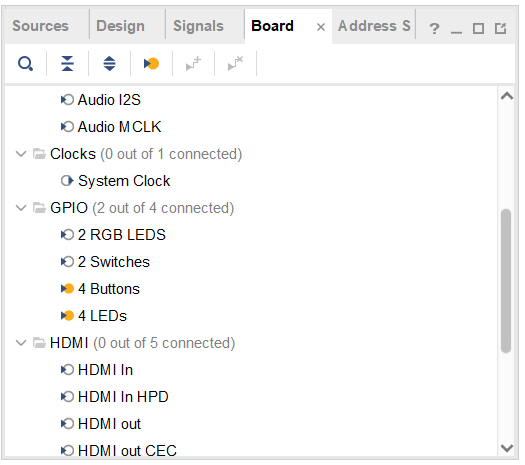 Sources Design Signals Board × Address S ?
Audio I2S
Audio MCLK
Clocks (0 out of 1 connected)
System Clock
GPIO (2 out of 4 connected)
2 RGB LEDS
2 Switches
4 Buttons
4 LEDs
HDMI (0 out of 5 connected)
HDMI In
HDMI In HPD
HDMI out
HDMI out CEC